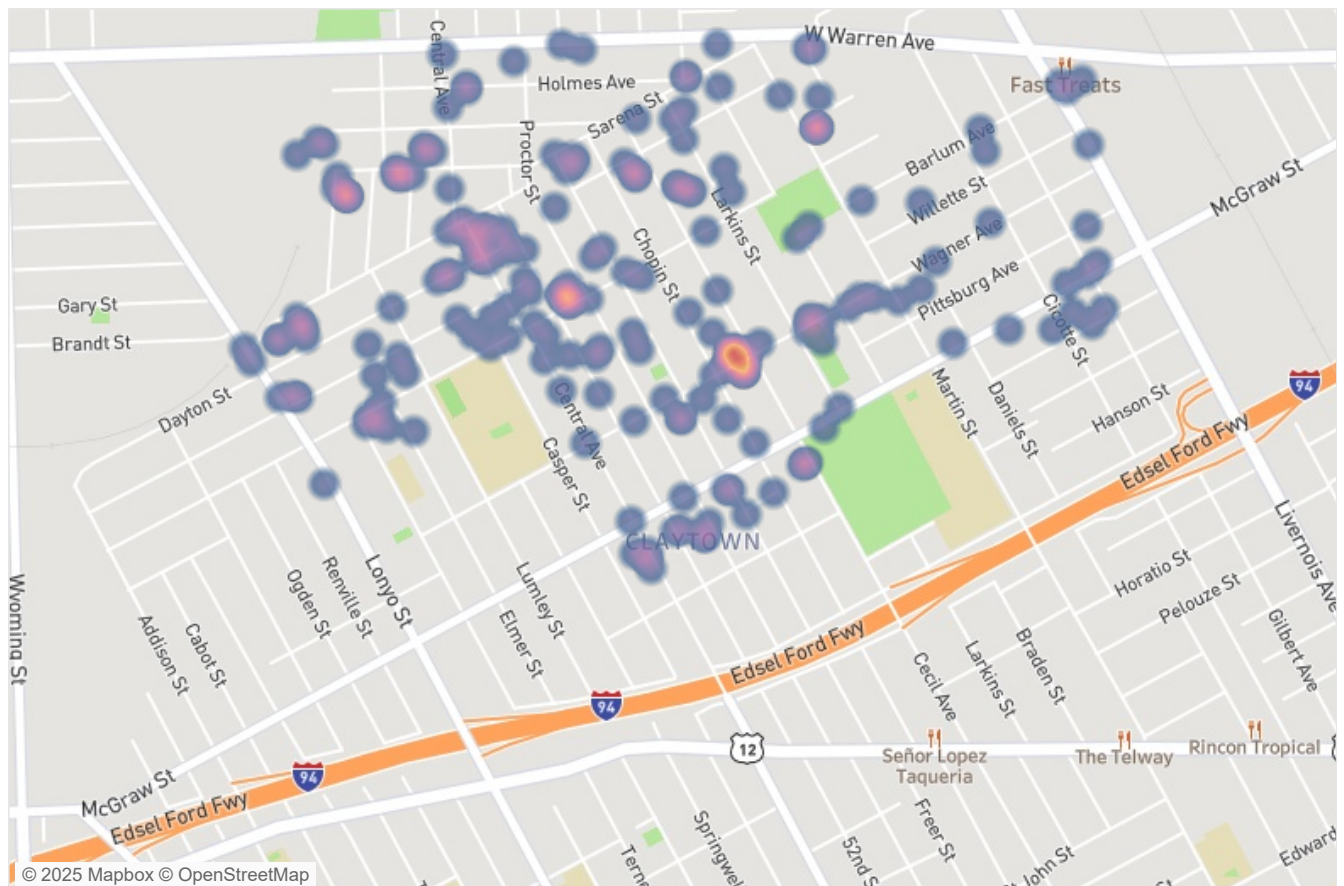 W Warren Ave
Central Ave
Holmes Ave
Fast Treats
Sarena St
Proctor St
Barlum Ave
McGraw St
Willette St
Larkins St
Wagner Ave
Chopin St
Pittsburg Ave
Gary St
Brandt St
Cicotte St
94
Dayton St
Martin St
Daniels St
Hanson St
Central Ave
Casper St
Edsel Ford Fwy
CLAYTOWN
Livernois Ave
Wyoming St
Lonyo St
Renville St
Ogden St
Lumley St
Elmer St
Horatio St
Pelouze St
Addison St
Cabot St
Edsel Ford Fwy
Cecil Ave
Larkins St
Braden St
Gilbert Ave
94
12
Señor Lopez
Taqueria
The Telway
Rincon Tropical
94
McGraw St
Edsel Ford Fwy
Springwel
52nd S
Freer St
St John St
Edward
Terne
© 2025 Mapbox © OpenStreetMap